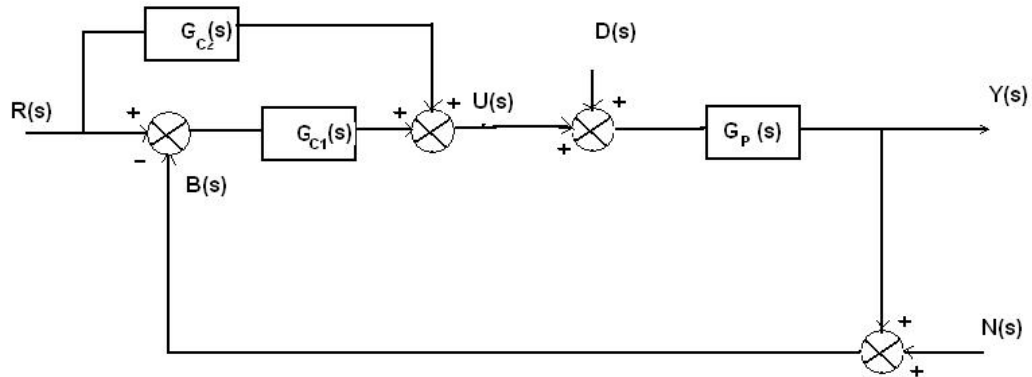 G_C2(s)
D(s)
R(s)
+
+
+
U(s)
+
Y(s)
G_C1(s)
+
G_P (s)
−
B(s)
+
N(s)
+